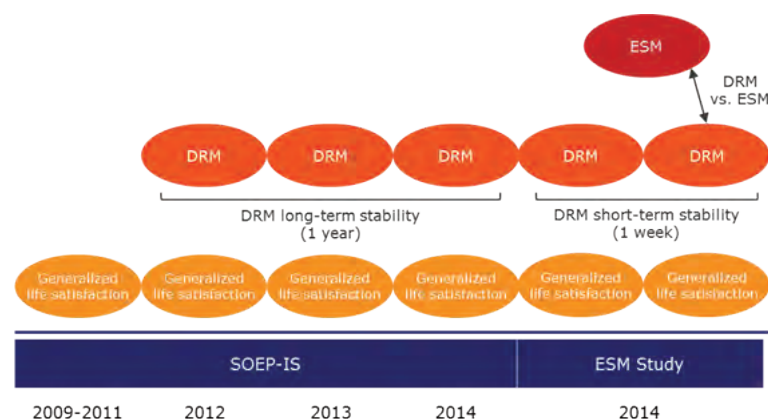 ESM
DRM
vs. ESM
DRM
DRM
DRM
DRM
DRM
DRM long-term stability
(1 year)
DRM short-term stability
(1 week)
Generalized
life satisfaction
Generalized
life satisfaction
Generalized
life satisfaction
Generalized
life satisfaction
Generalized
life satisfaction
Generalized
life satisfaction
SOEP-IS
ESM Study
2009-2011
2012
2013
2014
2014